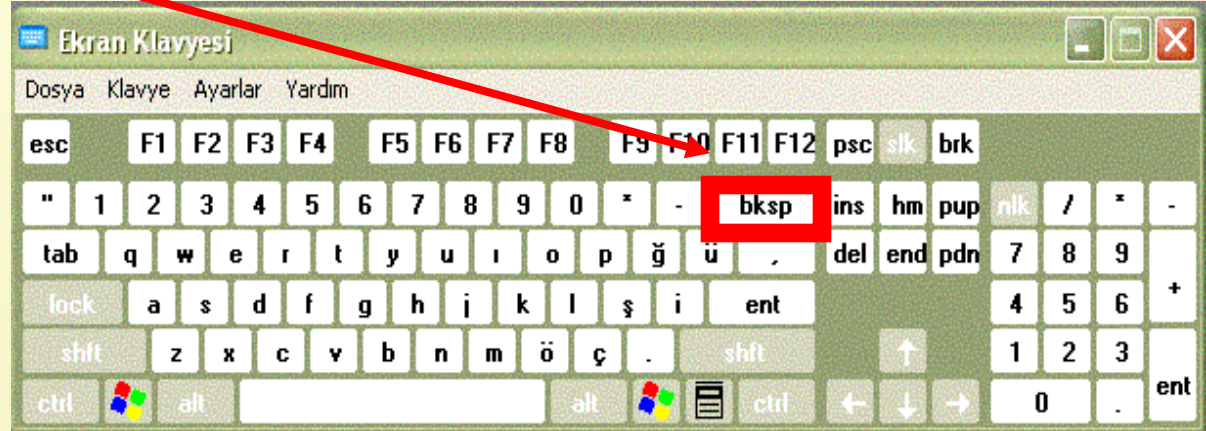 Ekran Klavyesi
Dosya Klavye Ayarlar Yardım
esc F1 F2 F3 F4 F5 F6 F7 F8 F9 F10 F11 F12 psc slk brk
" 1 2 3 4 5 6 7 8 9 0 * - bksp ins hm pup nlk / * -
tab q w e r t y u ı o p ğ ü , del end pdn 7 8 9 +
lock a s d f g h j k l ş i ent 4 5 6
shft z x c v b n m ö ç . shft ↑ 1 2 3 ent
ctrl alt alt ctrl ← ↓ → 0 .